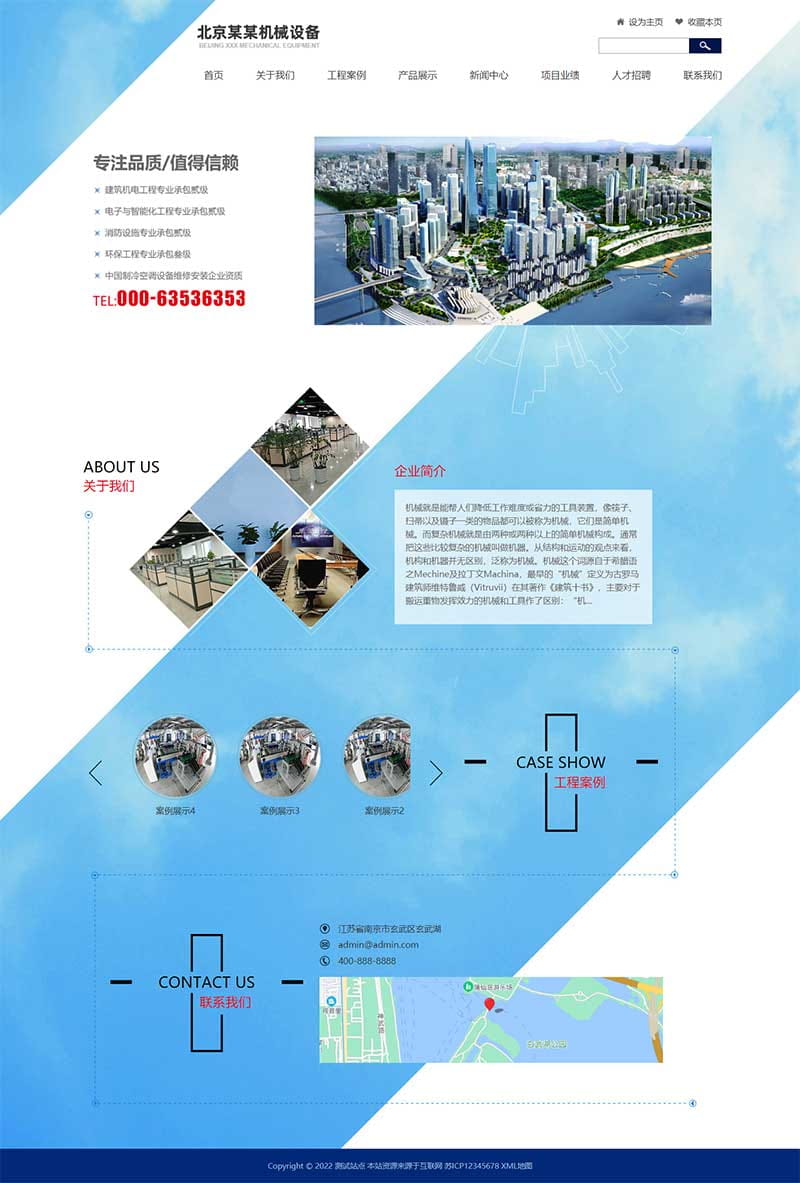 北京某某机械设备
BEIJING XXX MECHANICAL EQUIPMENT
设为主页 收藏本页
首页 关于我们 工程案例 产品展示 新闻中心 项目业绩 人才招聘 联系我们
专注品质/值得信赖
建筑机电工程专业承包贰级
电子与智能化工程专业承包贰级
消防设施专业承包贰级
环保工程专业承包叁级
中国制冷空调设备维修安装企业资质
TEL:000-63536353
ABOUT US
关于我们
企业简介
机械就是能帮人们降低工作难度或省力的工具装置，像筷子、
扫帚以及镊子一类的物品都可以被称为机械，它们是简单机
械。而复杂机械就是由两种或两种以上的简单机械构成。通常
把这些比较复杂的机械叫做机器。从结构和运动的观点来看，
机构和机器并无区别，泛称为机械。机械这个词源自于希腊语
之Mechine及拉丁文Machina，最早的“机械”定义为古罗马
建筑师维特鲁威（Vitruvii）在其著作《建筑十书》，主要对于
搬运重物发挥效力的机械和工具作了区别：“机...
案例展示4 案例展示3 案例展示2
CASE SHOW
工程案例
CONTACT US
联系我们
江苏省南京市玄武区玄武湖
admin@admin.com
400-888-8888
Copyright © 2022 测试站点 本站资源来源于互联网 苏ICP12345678 XML地图